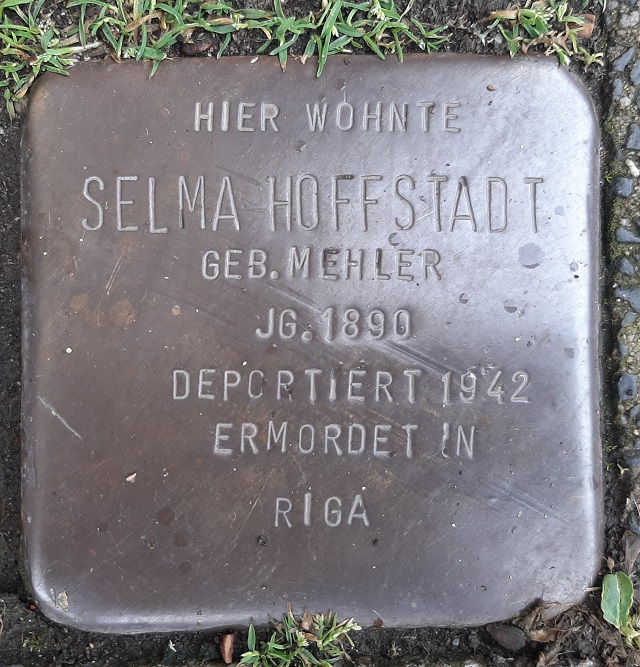 HIER WOHNTE
SELMA HOFFSTADT
GEB. MEHLER
JG. 1890
DEPORTIERT 1942
ERMORDET IN
RIGA